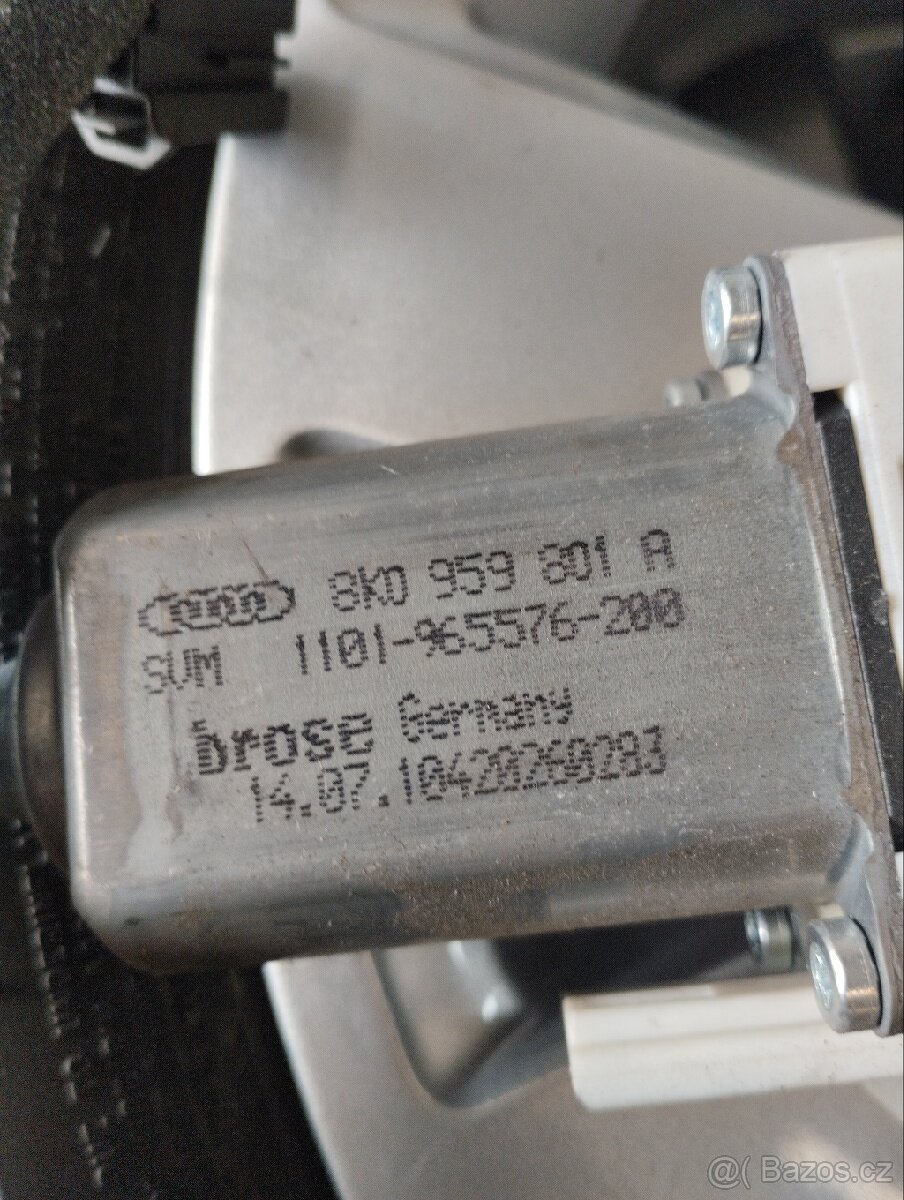 8K0 959 801 A
SVM 1101-965576-200
brose Germany
14.07.10420260283
@( Bazos.cz